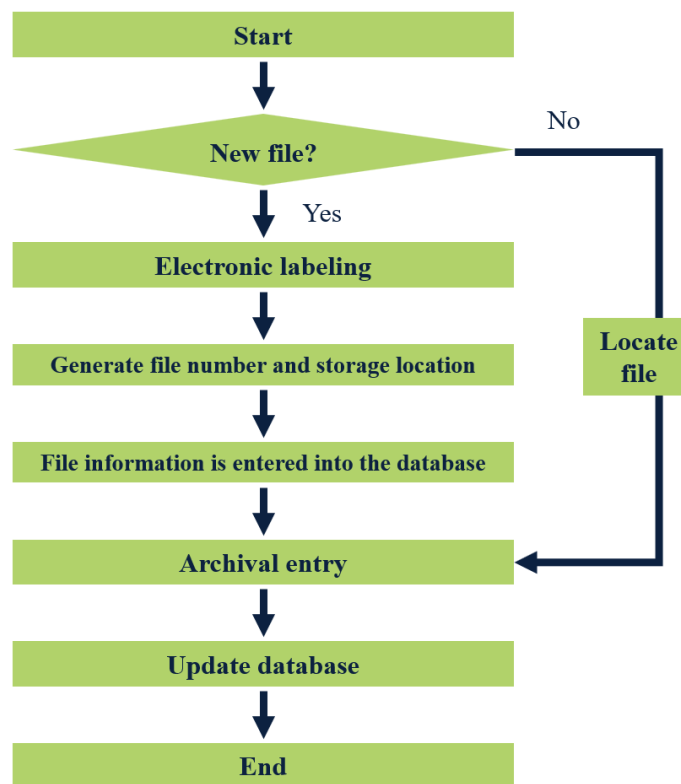 Start
New file?
No
Yes
Electronic labeling
Generate file number and storage location
Locate
file
File information is entered into the database
Archival entry
Update database
End